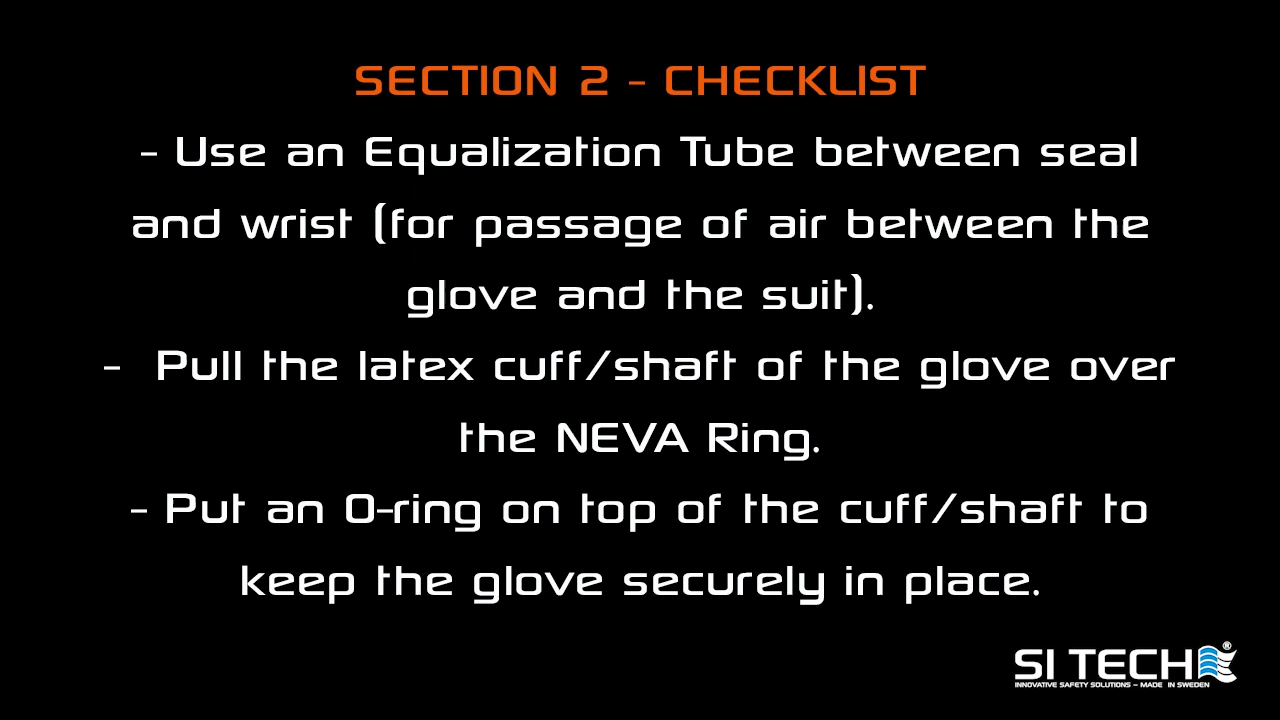 SECTION 2 - CHECKLIST
- Use an Equalization Tube between seal
and wrist (for passage of air between the
glove and the suit).
- Pull the latex cuff/shaft of the glove over
the NEVA Ring.
- Put an O-ring on top of the cuff/shaft to
keep the glove securely in place.
SI TECH®
INNOVATIVE SAFETY SOLUTIONS – MADE IN SWEDEN